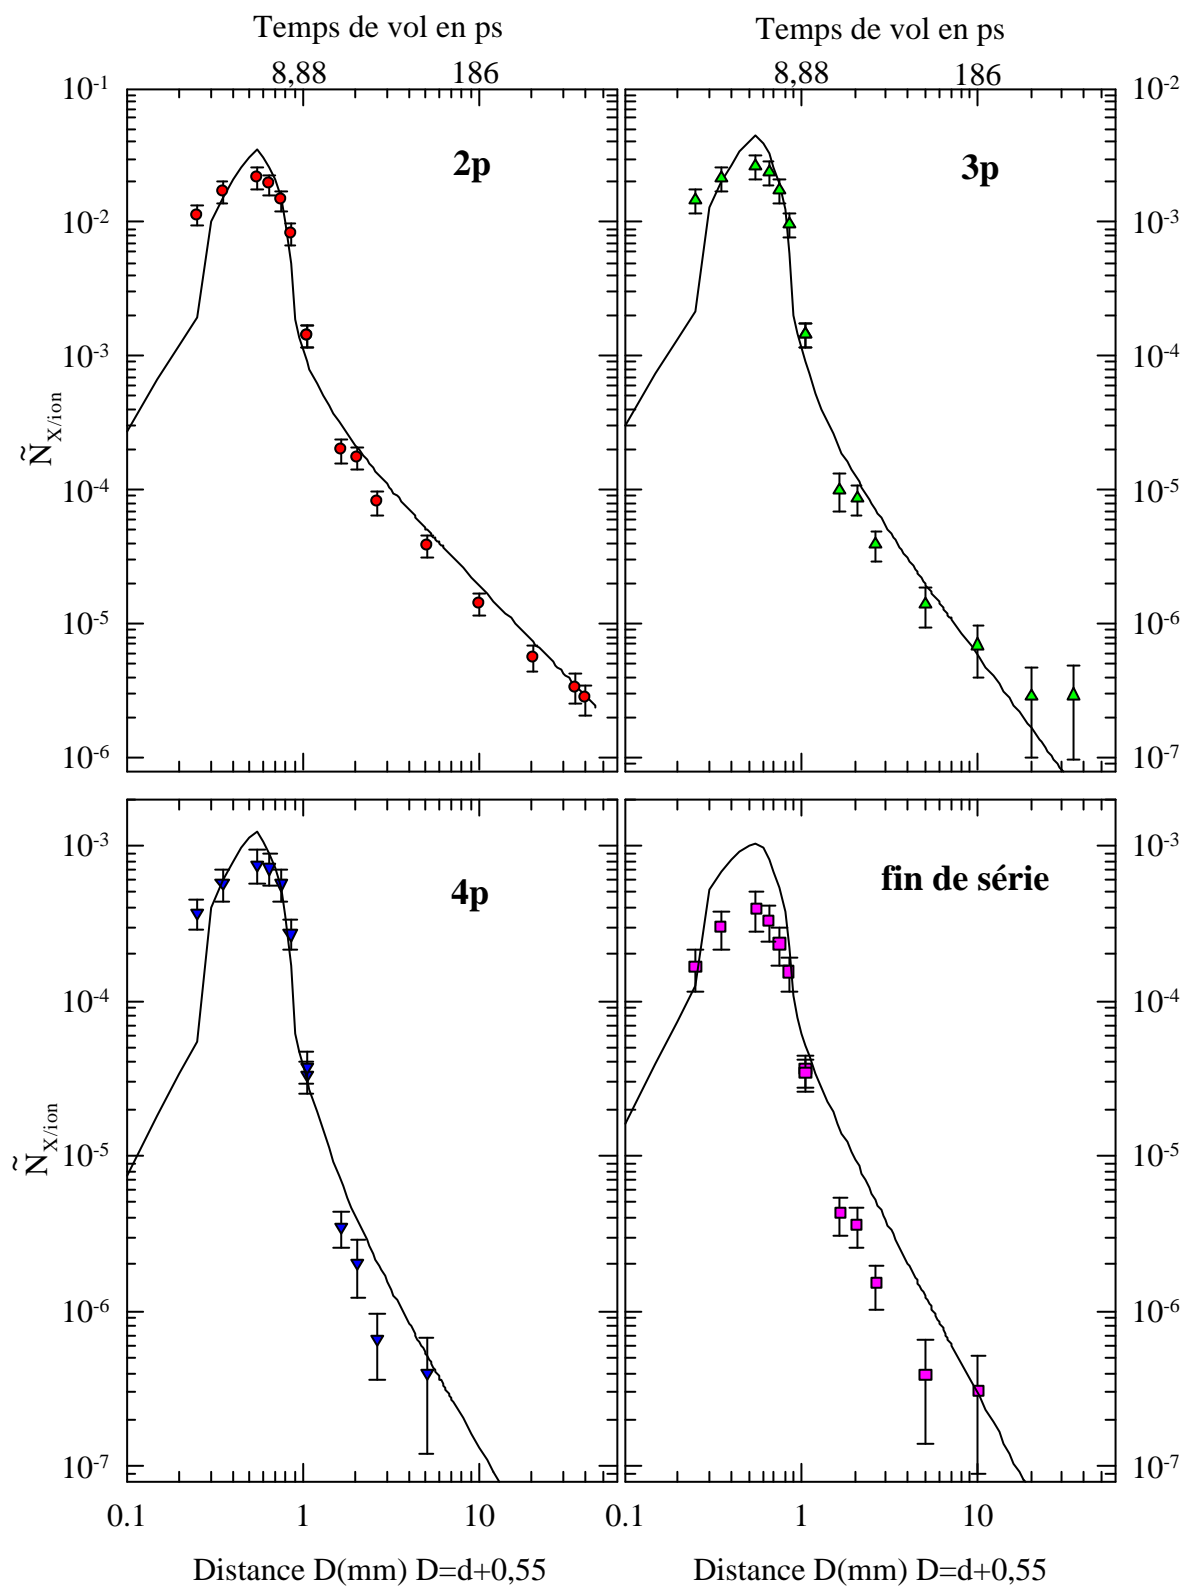 Temps de vol en ps Temps de vol en ps
8,88 186 8,88 186
10^-1 10^-2
2p 3p
10^-2 10^-3
10^-3 10^-4
Ñ_X/ion
10^-4 10^-5
10^-5 10^-6
10^-6 10^-7
10^-3 10^-3
4p fin de série
10^-4 10^-4
Ñ_X/ion
10^-5 10^-5
10^-6 10^-6
10^-7 10^-7
0.1 1 10 0.1 1 10
Distance D(mm) D=d+0,55 Distance D(mm) D=d+0,55